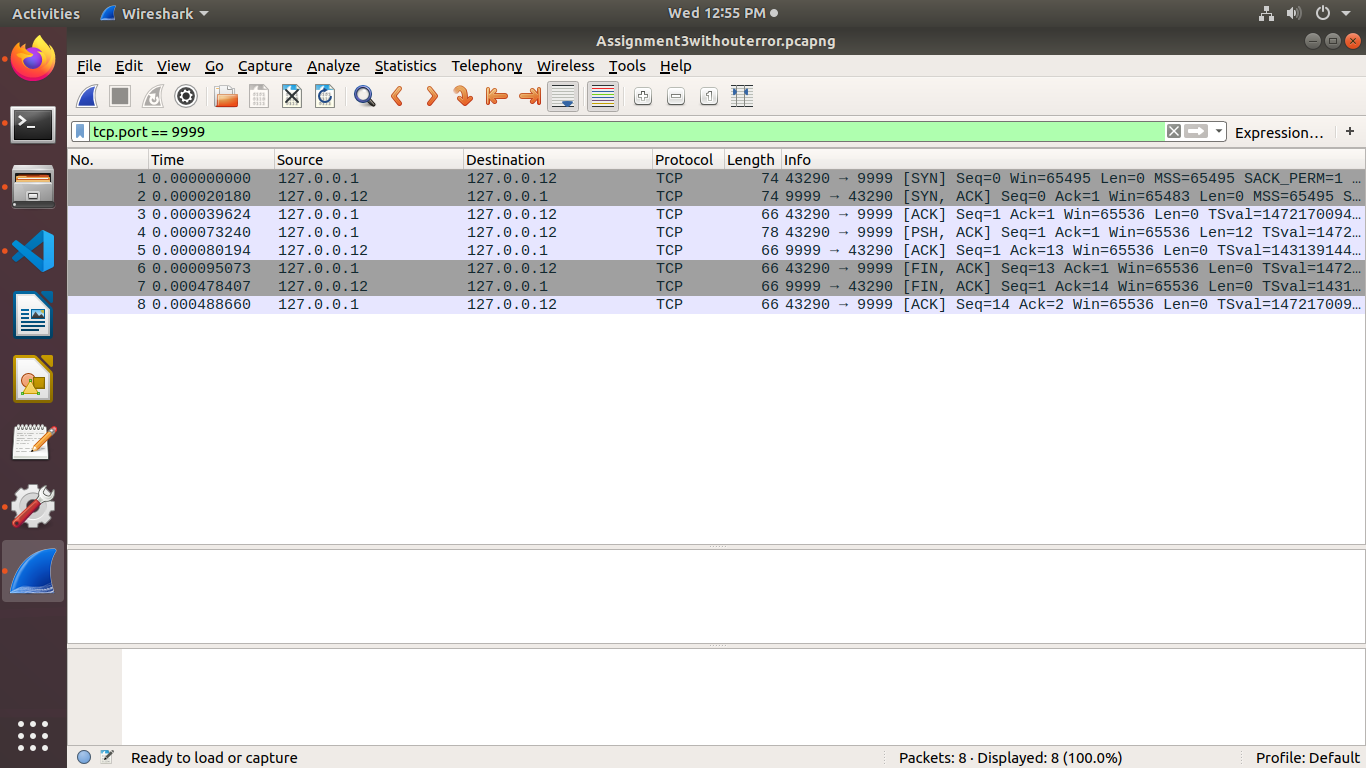 Activities Wireshark Wed 12:55 PM
Assignment3withouterror.pcapng
File Edit View Go Capture Analyze Statistics Telephony Wireless Tools Help
tcp.port == 9999 Expression… +
No. Time Source Destination Protocol Length Info
1 0.000000000 127.0.0.1 127.0.0.12 TCP 74 43290 → 9999 [SYN] Seq=0 Win=65495 Len=0 MSS=65495 SACK_PERM=1 …
2 0.000020180 127.0.0.12 127.0.0.1 TCP 74 9999 → 43290 [SYN, ACK] Seq=0 Ack=1 Win=65483 Len=0 MSS=65495 S…
3 0.000039624 127.0.0.1 127.0.0.12 TCP 66 43290 → 9999 [ACK] Seq=1 Ack=1 Win=65536 Len=0 TSval=1472170094…
4 0.000073240 127.0.0.1 127.0.0.12 TCP 78 43290 → 9999 [PSH, ACK] Seq=1 Ack=1 Win=65536 Len=12 TSval=1472…
5 0.000080194 127.0.0.12 127.0.0.1 TCP 66 9999 → 43290 [ACK] Seq=1 Ack=13 Win=65536 Len=0 TSval=143139144…
6 0.000095073 127.0.0.1 127.0.0.12 TCP 66 43290 → 9999 [FIN, ACK] Seq=13 Ack=1 Win=65536 Len=0 TSval=1472…
7 0.000478407 127.0.0.12 127.0.0.1 TCP 66 9999 → 43290 [FIN, ACK] Seq=1 Ack=14 Win=65536 Len=0 TSval=1431…
8 0.000488660 127.0.0.1 127.0.0.12 TCP 66 43290 → 9999 [ACK] Seq=14 Ack=2 Win=65536 Len=0 TSval=147217009…
Ready to load or capture Packets: 8 · Displayed: 8 (100.0%) Profile: Default